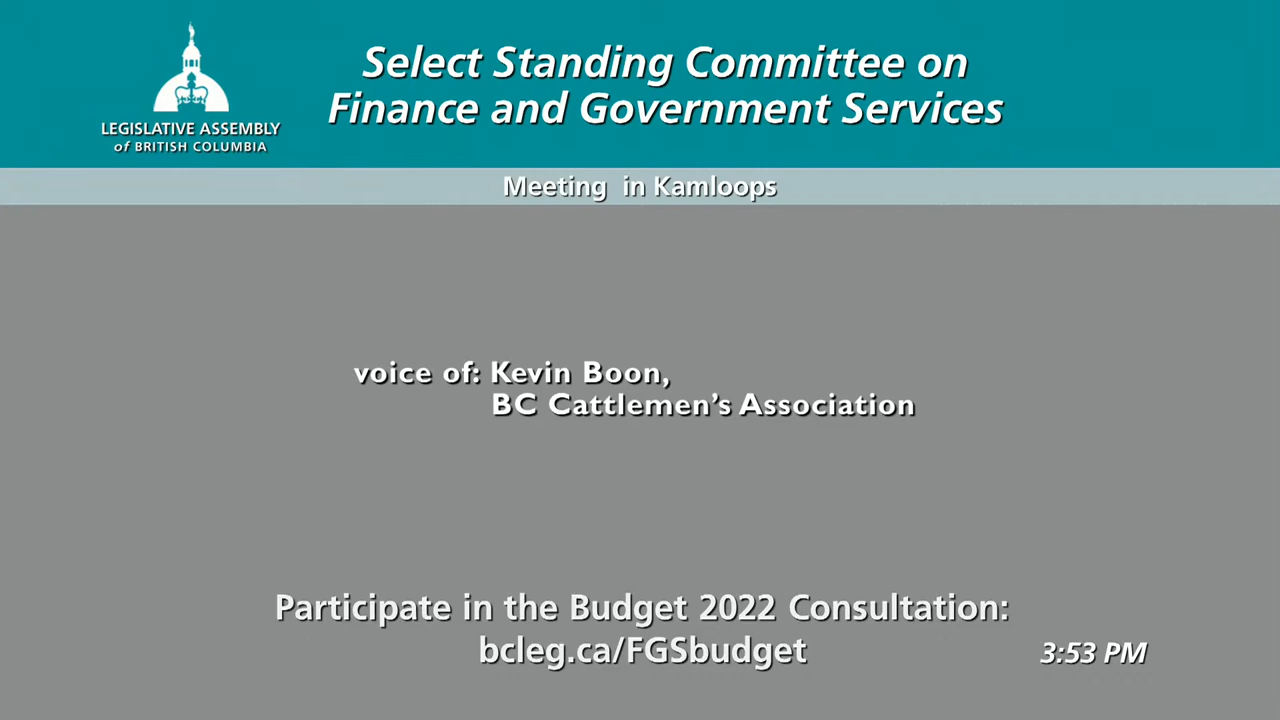 LEGISLATIVE ASSEMBLY
of BRITISH COLUMBIA
Select Standing Committee on
Finance and Government Services
Meeting in Kamloops
voice of: Kevin Boon,
BC Cattlemen's Association
Participate in the Budget 2022 Consultation:
bcleg.ca/FGSbudget
3:53 PM